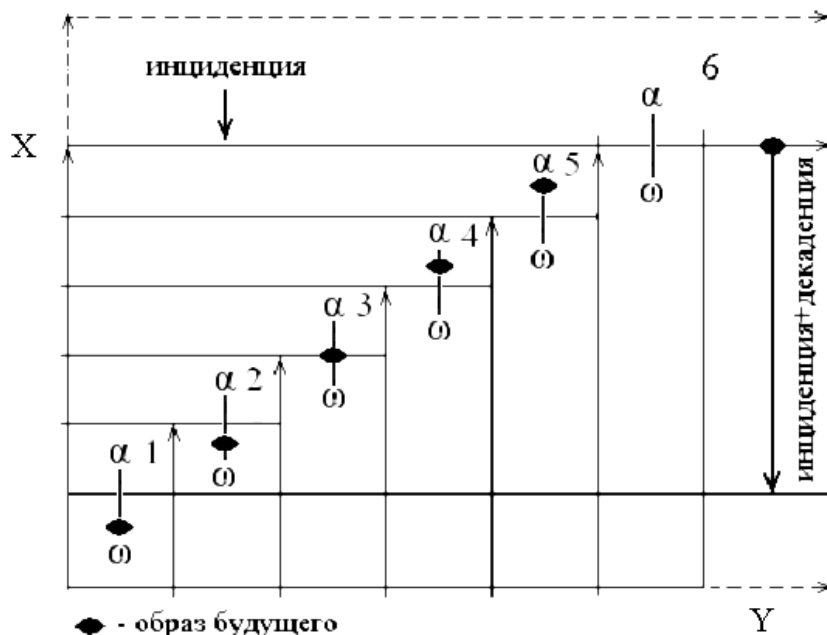 6
инциденция
α
X
α 5
ω
α 4
ω
α 3
ω
α 2
ω
α 1
ω
ω
инциденция+декаденция
- образ будущего
Y